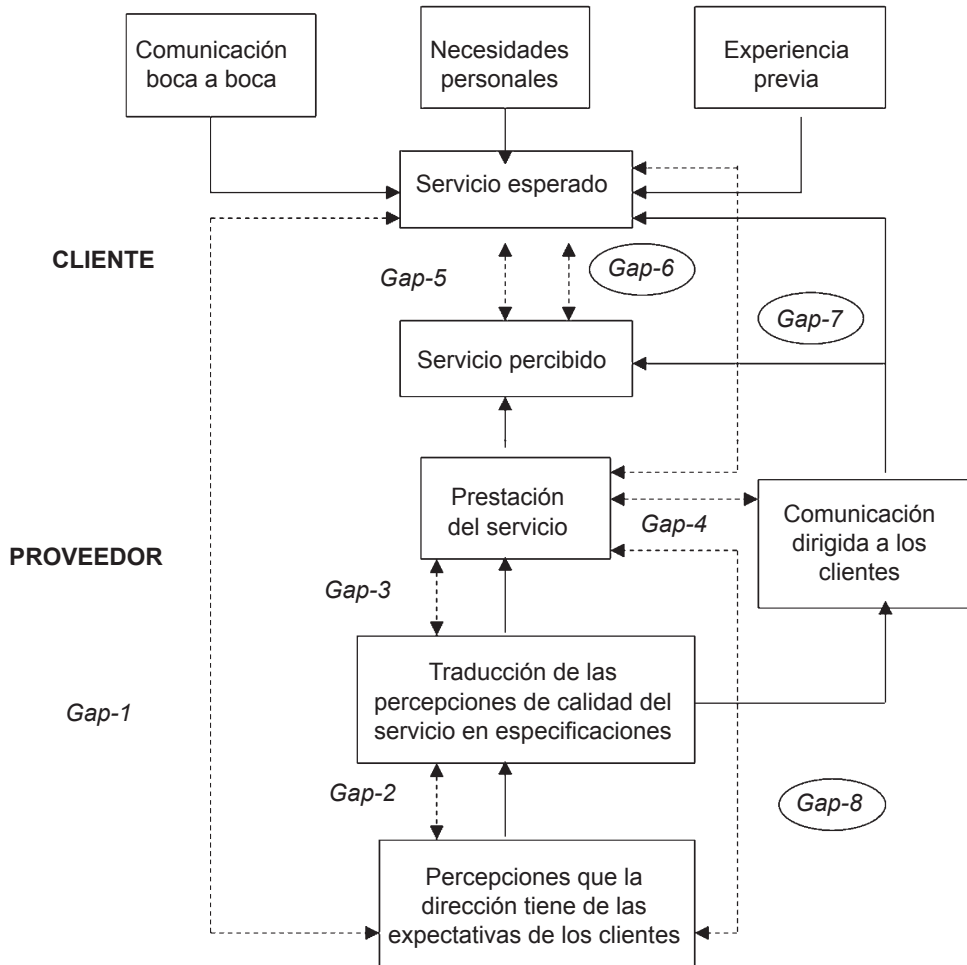 Comunicación
boca a boca
Necesidades
personales
Experiencia
previa
Servicio esperado
CLIENTE
Gap-5
Gap-6
Gap-7
Servicio percibido
Prestación
del servicio
Gap-4
Comunicación
dirigida a los
clientes
PROVEEDOR
Gap-3
Traducción de las
percepciones de calidad del
servicio en especificaciones
Gap-1
Gap-2
Gap-8
Percepciones que la
dirección tiene de las
expectativas de los clientes